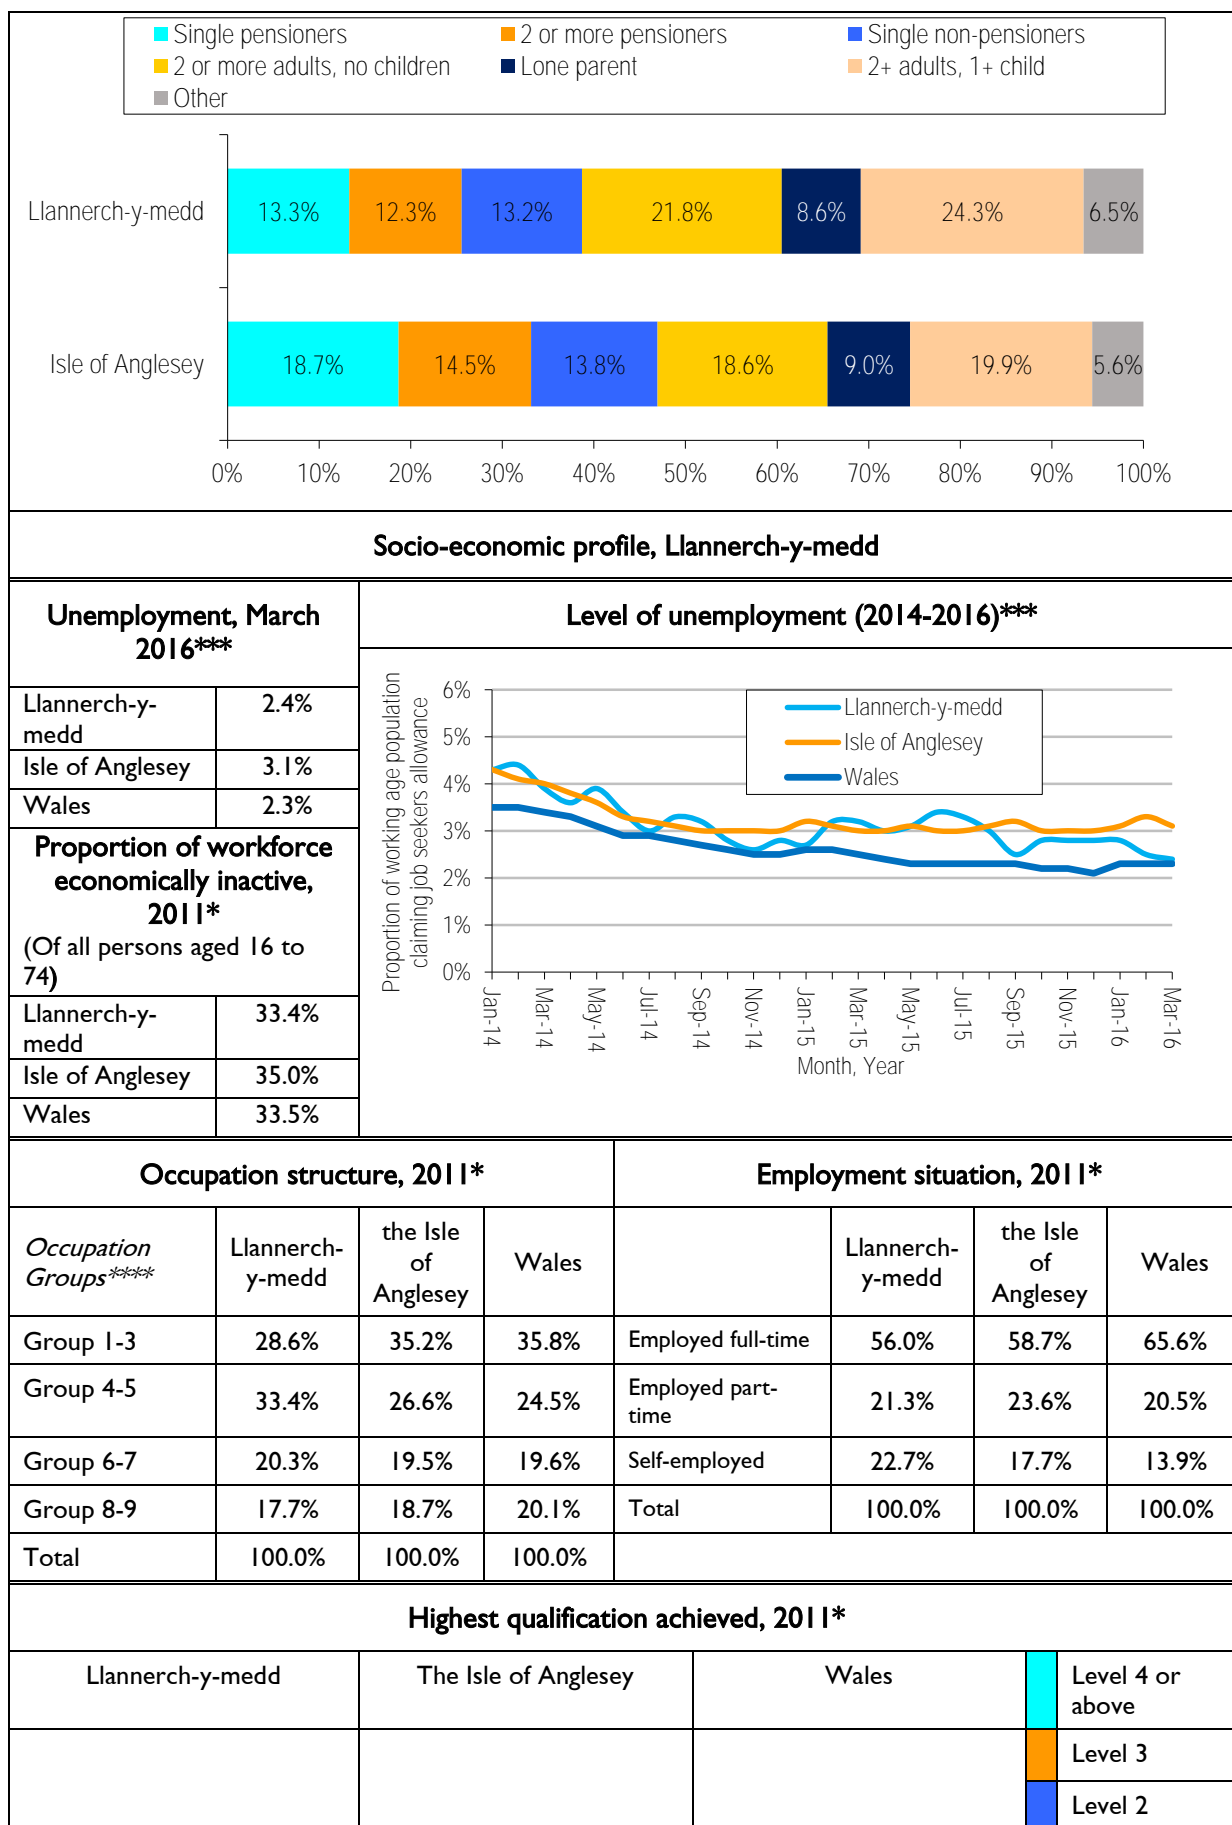 Single pensioners 2 or more pensioners Single non-pensioners
2 or more adults, no children Lone parent 2+ adults, 1+ child
Other
Llannerch-y-medd 13.3% 12.3% 13.2% 21.8% 8.6% 24.3% 6.5%
Isle of Anglesey 18.7% 14.5% 13.8% 18.6% 9.0% 19.9% 5.6%
0% 10% 20% 30% 40% 50% 60% 70% 80% 90% 100%
Socio-economic profile, Llannerch-y-medd
Unemployment, March
2016***
Llannerch-y-
medd 2.4%
Isle of Anglesey 3.1%
Wales 2.3%
Proportion of workforce
economically inactive,
2011*
(Of all persons aged 16 to
74)
Llannerch-y-
medd 33.4%
Isle of Anglesey 35.0%
Wales 33.5%
Level of unemployment (2014-2016)***
Proportion of working age population
claiming job seekers allowance
6%
5%
4%
3%
2%
1%
0%
Llannerch-y-medd
Isle of Anglesey
Wales
Jan-14 Mar-14 May-14 Jul-14 Sep-14 Nov-14 Jan-15 Mar-15 May-15 Jul-15 Sep-15 Nov-15 Jan-16 Mar-16
Month, Year
Occupation structure, 2011*
Occupation
Groups****
Llannerch-
y-medd
the Isle
of
Anglesey
Wales
Group 1-3 28.6% 35.2% 35.8%
Group 4-5 33.4% 26.6% 24.5%
Group 6-7 20.3% 19.5% 19.6%
Group 8-9 17.7% 18.7% 20.1%
Total 100.0% 100.0% 100.0%
Employment situation, 2011*
Llannerch-
y-medd
the Isle
of
Anglesey
Wales
Employed full-time 56.0% 58.7% 65.6%
Employed part-
time 21.3% 23.6% 20.5%
Self-employed 22.7% 17.7% 13.9%
Total 100.0% 100.0% 100.0%
Highest qualification achieved, 2011*
Llannerch-y-medd The Isle of Anglesey Wales
Level 4 or
above
Level 3
Level 2